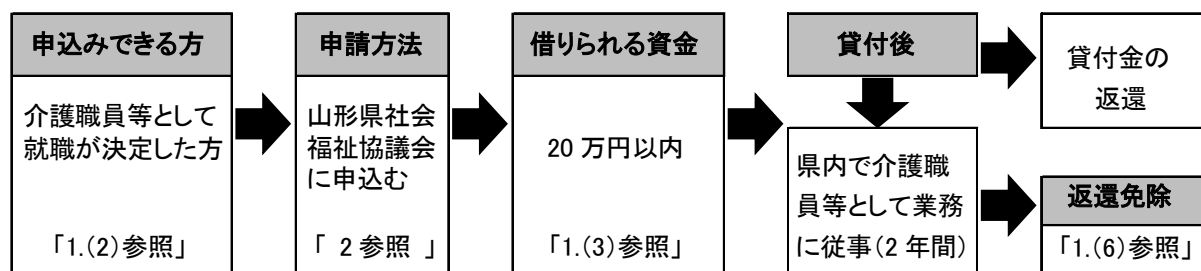 申込みできる方
介護職員等として
就職が決定した方
「1.(2)参照」
申請方法
山形県社会
福祉協議会
に申込む
「 2 参照 」
借りられる資金
20 万円以内
「1.(3)参照」
貸付後
県内で介護職
員等として業務
に従事(2 年間)
貸付金の
返還
返還免除
「1.(6)参照」